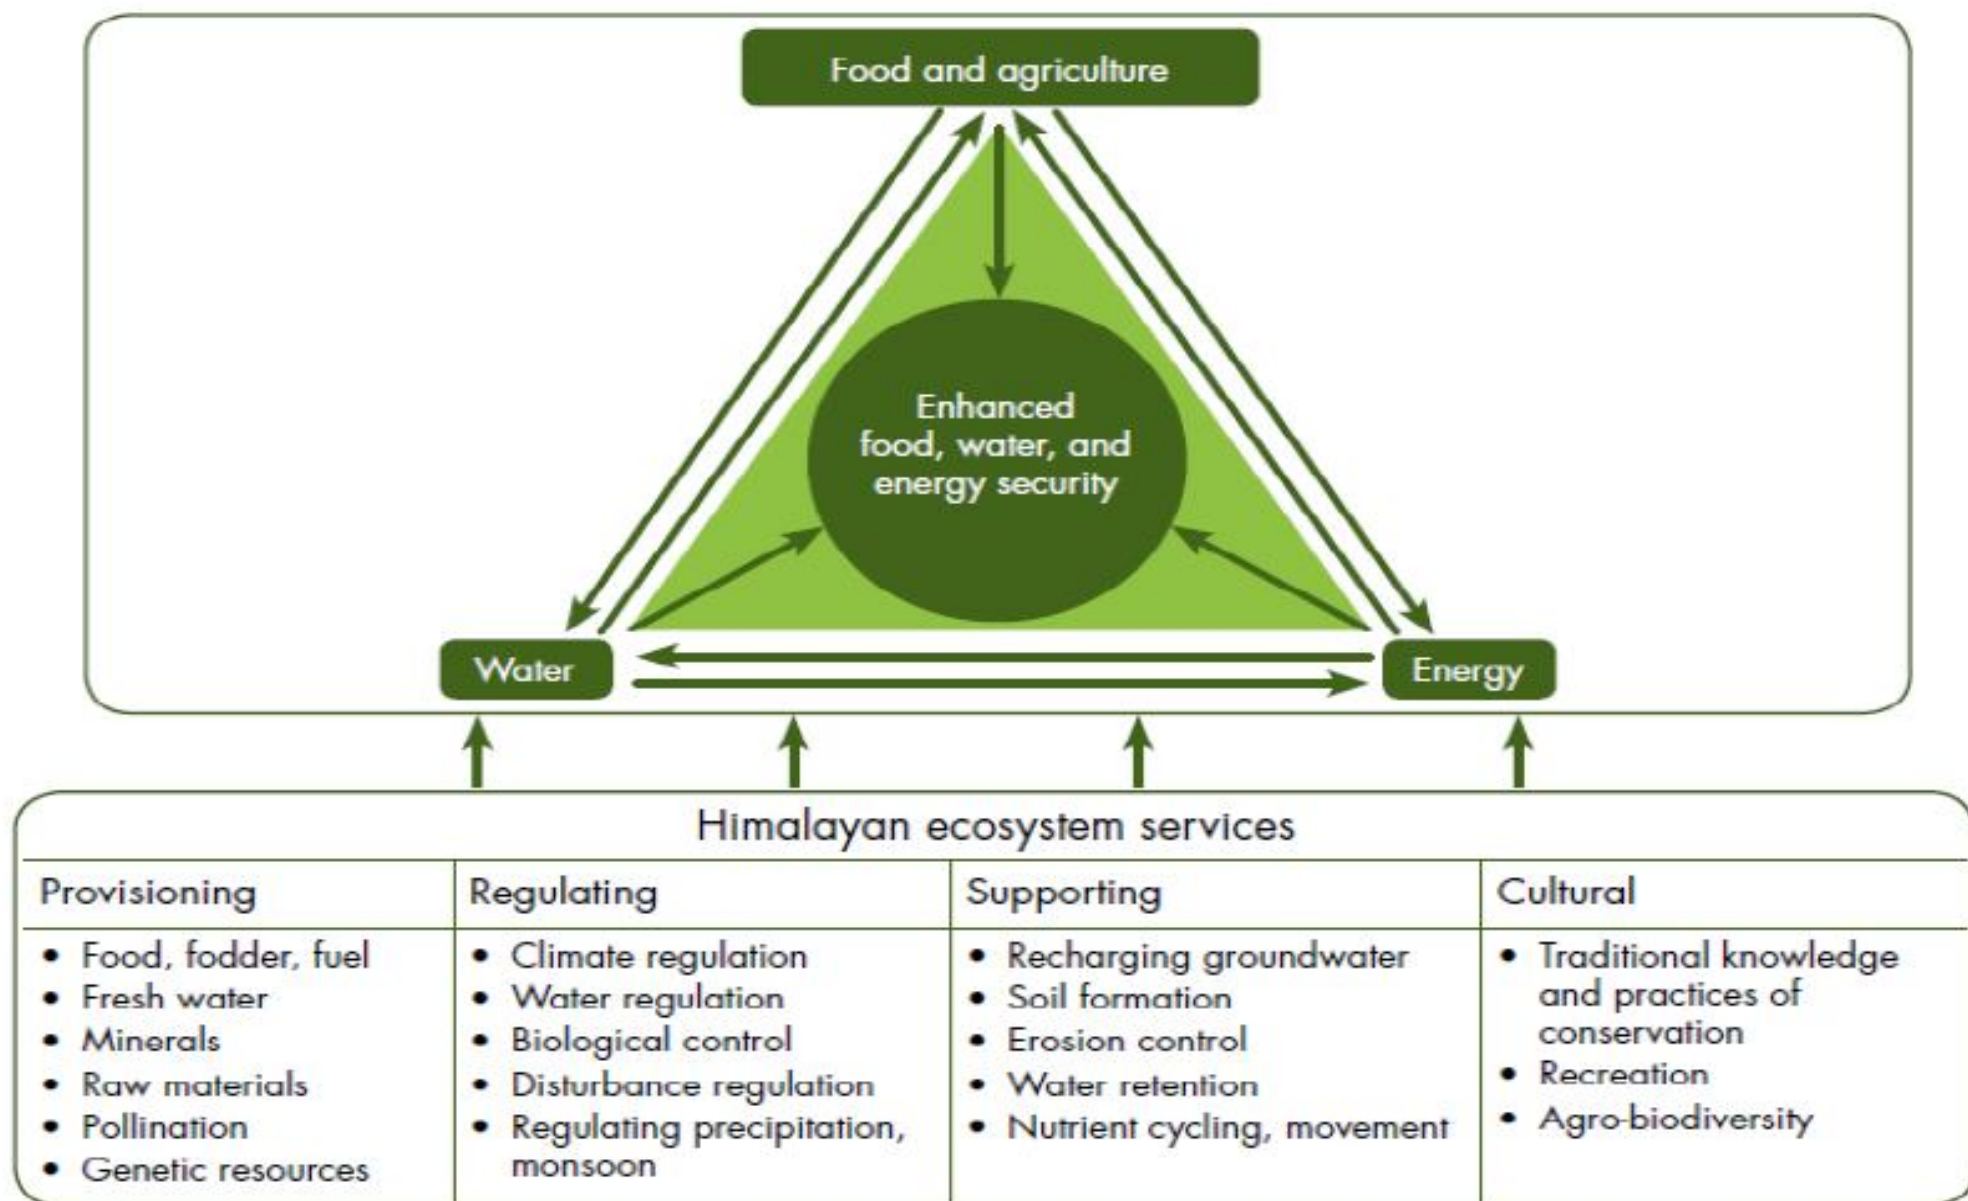 Food and agriculture
Enhanced
food, water, and
energy security
Water
Energy
Himalayan ecosystem services
Provisioning
• Food, fodder, fuel
• Fresh water
• Minerals
• Raw materials
• Pollination
• Genetic resources
Regulating
• Climate regulation
• Water regulation
• Biological control
• Disturbance regulation
• Regulating precipitation,
monsoon
Supporting
• Recharging groundwater
• Soil formation
• Erosion control
• Water retention
• Nutrient cycling, movement
Cultural
• Traditional knowledge
and practices of
conservation
• Recreation
• Agro-biodiversity